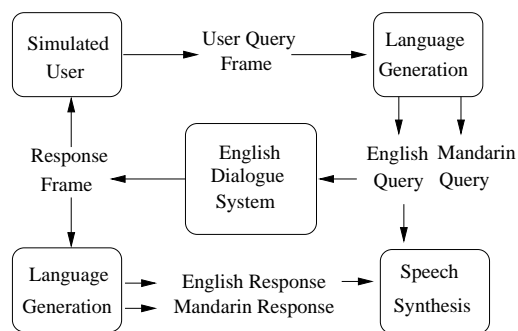 Simulated
User
User Query
Frame
Language
Generation
Response
Frame
English
Dialogue
System
English
Query
Mandarin
Query
Language
Generation
English Response
Mandarin Response
Speech
Synthesis